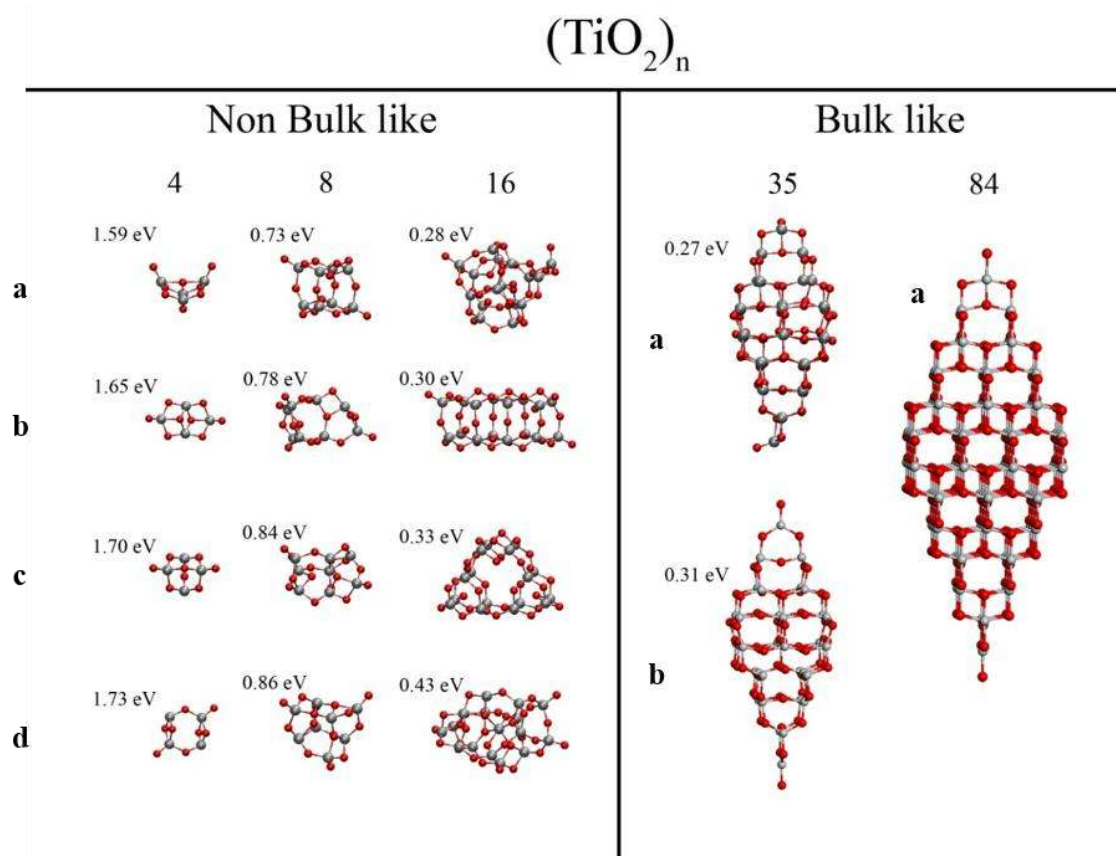 (TiO₂)ₙ
Non Bulk like
4 8 16
1.59 eV 0.73 eV 0.28 eV
a
1.65 eV 0.78 eV 0.30 eV
b
1.70 eV 0.84 eV 0.33 eV
c
1.73 eV 0.86 eV 0.43 eV
d
Bulk like
35 84
0.27 eV
a
a
0.31 eV
b